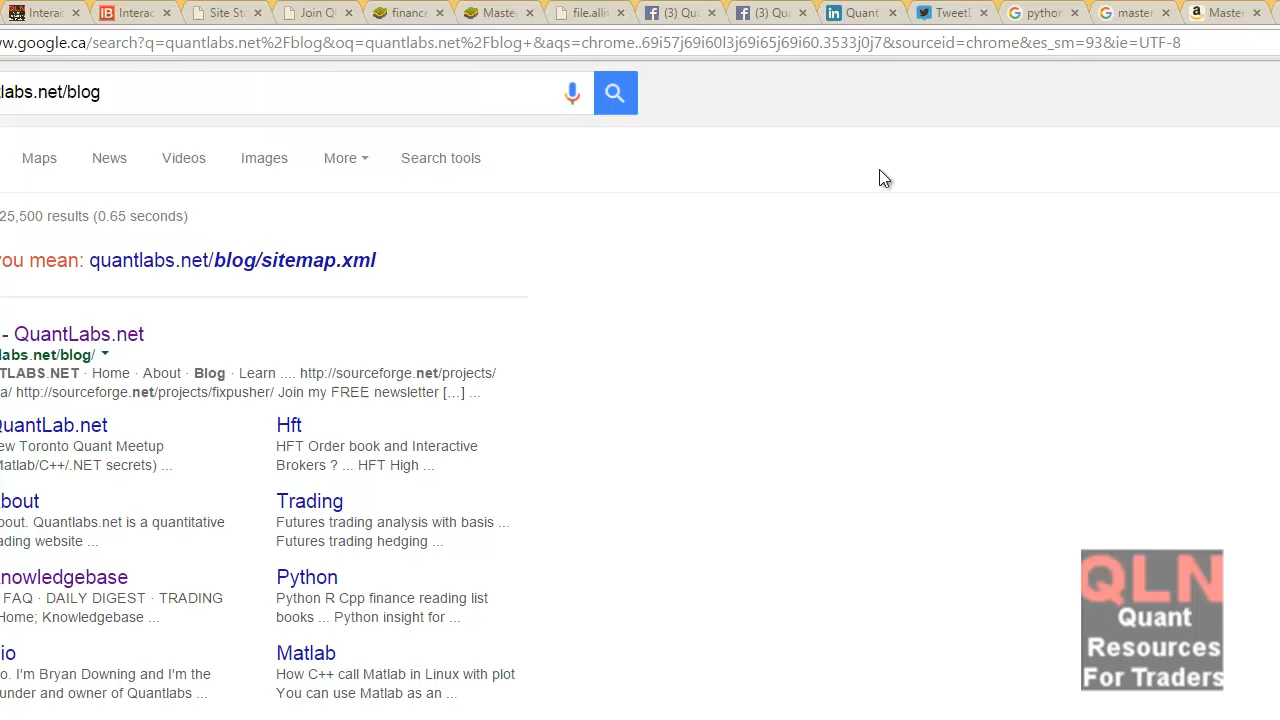 Interac
Interac
Site St
Join Q
finance
Maste
file.allit
(3) Qu
(3) Qu
Quant
TweetD
python
master
Maste
w.google.ca/search?q=quantlabs.net%2Fblog&oq=quantlabs.net%2Fblog+&aqs=chrome..69i57j69i60l3j69i65j69i60.3533j0j7&sourceid=chrome&es_sm=93&ie=UTF-8
labs.net/blog
Maps News Videos Images More Search tools
25,500 results (0.65 seconds)
you mean: quantlabs.net/blog/sitemap.xml
- QuantLabs.net
labs.net/blog/
TLABS.NET · Home · About · Blog · Learn .... http://sourceforge.net/projects/
a/ http://sourceforge.net/projects/fixpusher/ Join my FREE newsletter […] ...
QuantLab.net
ew Toronto Quant Meetup
Matlab/C++/.NET secrets) ...
Hft
HFT Order book and Interactive
Brokers ? ... HFT High ...
bout
bout. Quantlabs.net is a quantitative
ading website ...
Trading
Futures trading analysis with basis ...
Futures trading hedging ...
nowledgebase
FAQ · DAILY DIGEST · TRADING
Home; Knowledgebase ...
Python
Python R Cpp finance reading list
books ... Python insight for ...
io
o. I'm Bryan Downing and I'm the
under and owner of Quantlabs ...
Matlab
How C++ call Matlab in Linux with plot
You can use Matlab as an ...
QLN
Quant
Resources
For Traders